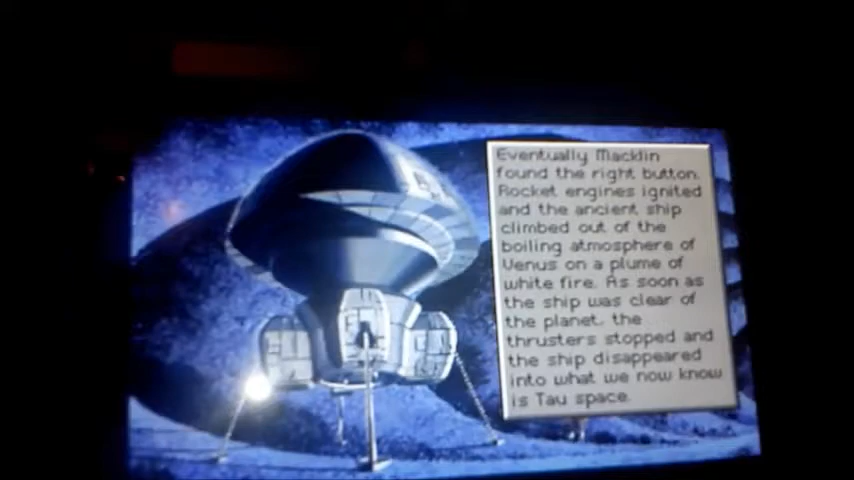 Eventually Macklin
found the right button.
Rocket engines ignited
and the ancient ship
climbed out of the
boiling atmosphere of
Venus on a plume of
white fire. As soon as
the ship was clear of
the planet, the
thrusters stopped and
the ship disappeared
into what we now know
is Tau space.